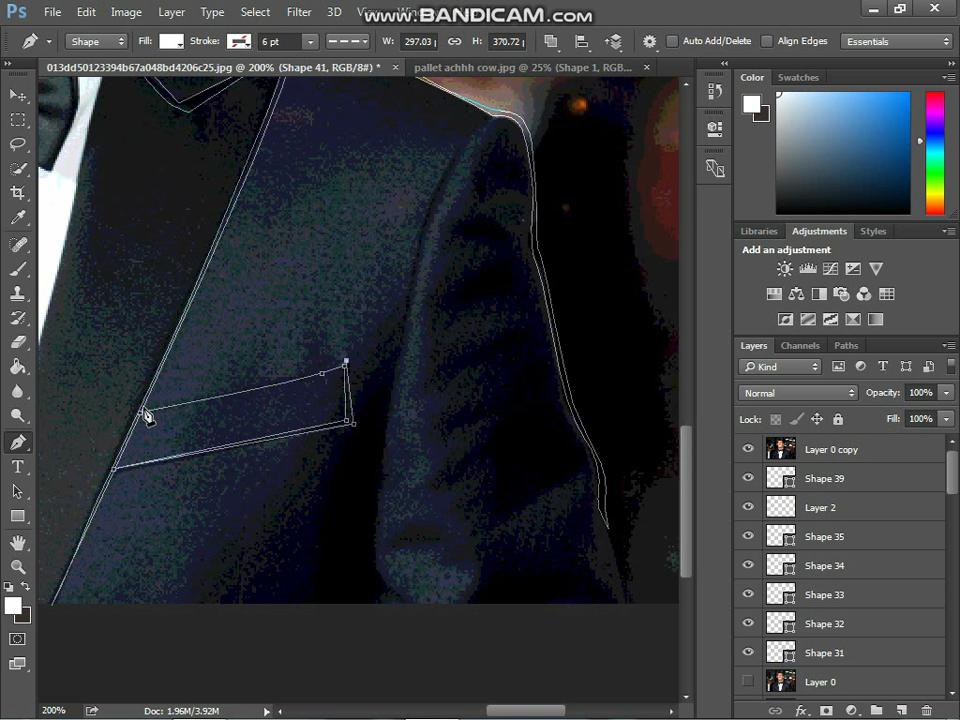 Ps File Edit Image Layer Type Select Filter 3D
www.BANDICAM.com
Shape Fill: Stroke: 6 pt W: 297.03 H: 370.72 Auto Add/Delete Align Edges Essentials
013dd50123394b67a048bd4206c25.jpg @ 200% (Shape 41, RGB/8#) * × pallet achhh cow.jpg @ 25% (Shape 1, RGB... ×
Color Swatches
Libraries Adjustments Styles
Add an adjustment
Layers Channels Paths
Kind
Normal Opacity: 100%
Lock: Fill: 100%
Layer 0 copy
Shape 39
Layer 2
Shape 35
Shape 34
Shape 33
Shape 32
Shape 31
Layer 0
200% Doc: 1.96M/3.92M